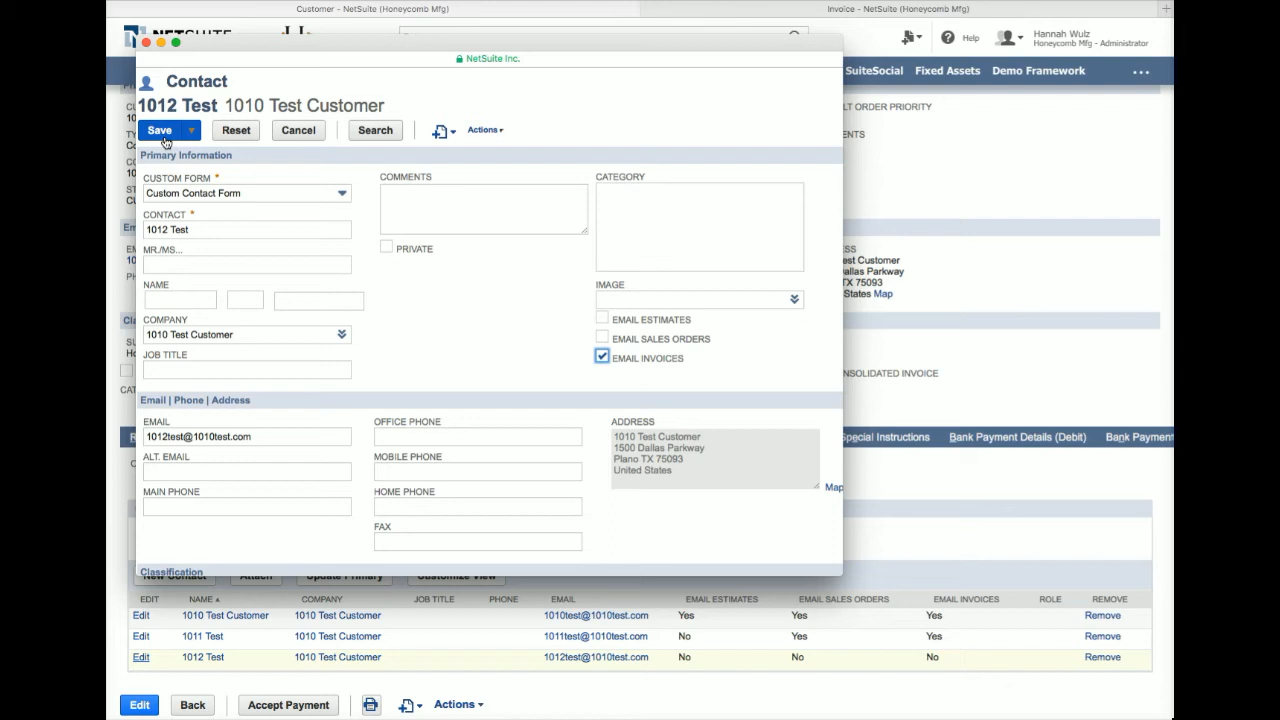 Customer - NetSuite (Honeycomb Mfg)
Invoice - NetSuite (Honeycomb Mfg)
NetSuite Inc.
Help
Hannah Wulz
Honeycomb Mfg - Administrator
SuiteSocial
Fixed Assets
Demo Framework
Contact
1012 Test 1010 Test Customer
Save
Reset
Cancel
Search
Actions
Primary Information
CUSTOM FORM *
Custom Contact Form
CONTACT *
1012 Test
MR./MS...
NAME
COMPANY
1010 Test Customer
JOB TITLE
COMMENTS
PRIVATE
CATEGORY
IMAGE
EMAIL ESTIMATES
EMAIL SALES ORDERS
EMAIL INVOICES
Email | Phone | Address
EMAIL
1012test@1010test.com
ALT. EMAIL
MAIN PHONE
OFFICE PHONE
MOBILE PHONE
HOME PHONE
FAX
ADDRESS
1010 Test Customer
1500 Dallas Parkway
Plano TX 75093
United States
Map
Classification
LT ORDER PRIORITY
ENTS
ESS
est Customer
allas Parkway
TX 75093
States Map
NSOLIDATED INVOICE
Special Instructions
Bank Payment Details (Debit)
Bank Payment
New Contact
Attach
Update Primary
Customize View
EDIT NAME COMPANY JOB TITLE PHONE EMAIL EMAIL ESTIMATES EMAIL SALES ORDERS EMAIL INVOICES ROLE REMOVE
Edit 1010 Test Customer 1010 Test Customer 1010test@1010test.com Yes Yes Yes Remove
Edit 1011 Test 1010 Test Customer 1011test@1010test.com No Yes Yes Remove
Edit 1012 Test 1010 Test Customer 1012test@1010test.com No No No Remove
Edit
Back
Accept Payment
Actions